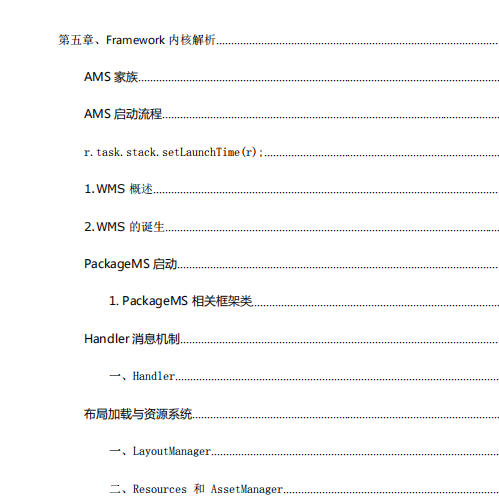 第五章、Framework 内核解析................................................................................................
AMS 家族........................................................................................................................
AMS 启动流程................................................................................................................
r.task.stack.setLaunchTime(r);..............................................................................
1.WMS 概述...................................................................................................................
2.WMS 的诞生...............................................................................................................
PackageMS 启动...........................................................................................................
1. PackageMS 相关框架类..................................................................................
Handler 消息机制..........................................................................................................
一、Handler............................................................................................................
布局加载与资源系统......................................................................................................
一、LayoutManager................................................................................................
二、Resources 和 AssetManager........................................................................